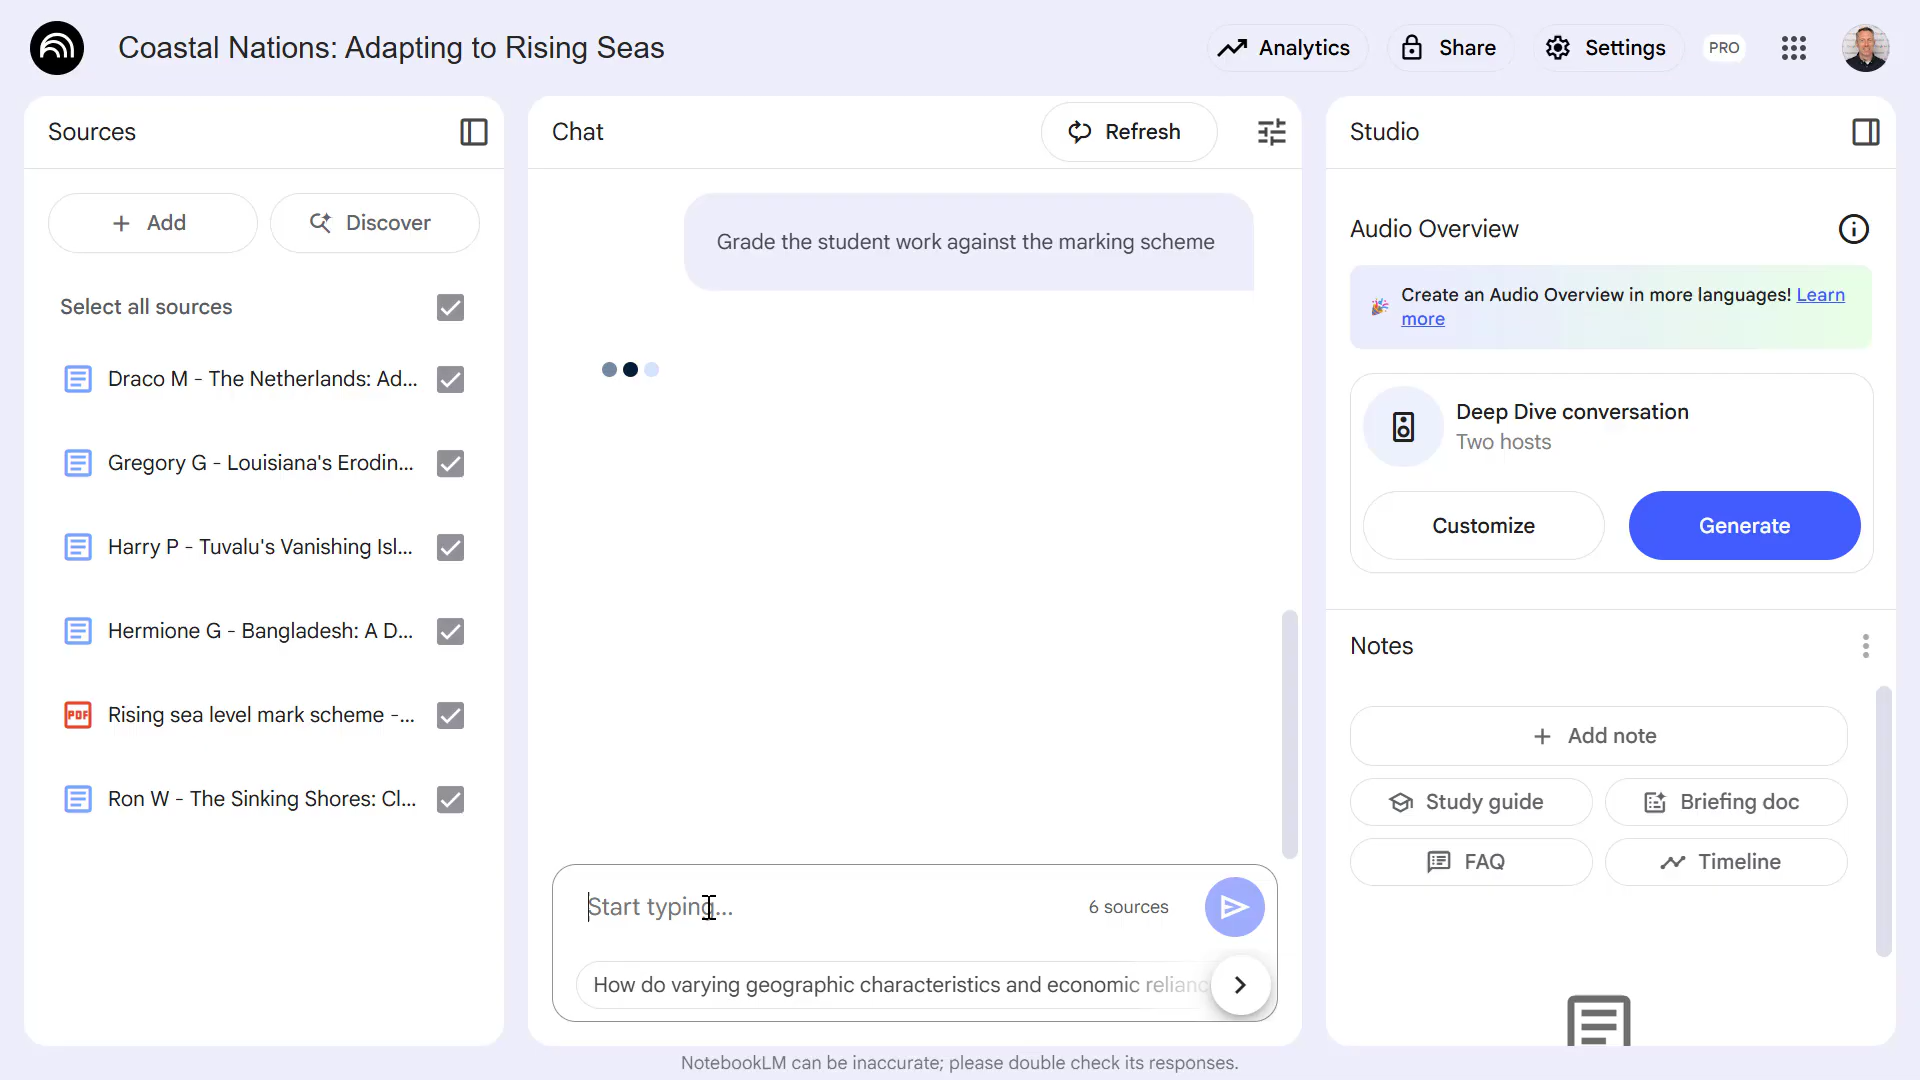 Coastal Nations: Adapting to Rising Seas
Analytics
Share
Settings
PRO
Sources
Add
Discover
Select all sources
Draco M - The Netherlands: Ad...
Gregory G - Louisiana's Erodin...
Harry P - Tuvalu's Vanishing Isl...
Hermione G - Bangladesh: A D...
PDF
Rising sea level mark scheme -...
Ron W - The Sinking Shores: Cl...
Chat
Refresh
Grade the student work against the marking scheme
Start typing...
6 sources
How do varying geographic characteristics and economic relianc
Studio
Audio Overview
Create an Audio Overview in more languages! Learn
more
Deep Dive conversation
Two hosts
Customize
Generate
Notes
Add note
Study guide
Briefing doc
FAQ
Timeline
NotebookLM can be inaccurate; please double check its responses.